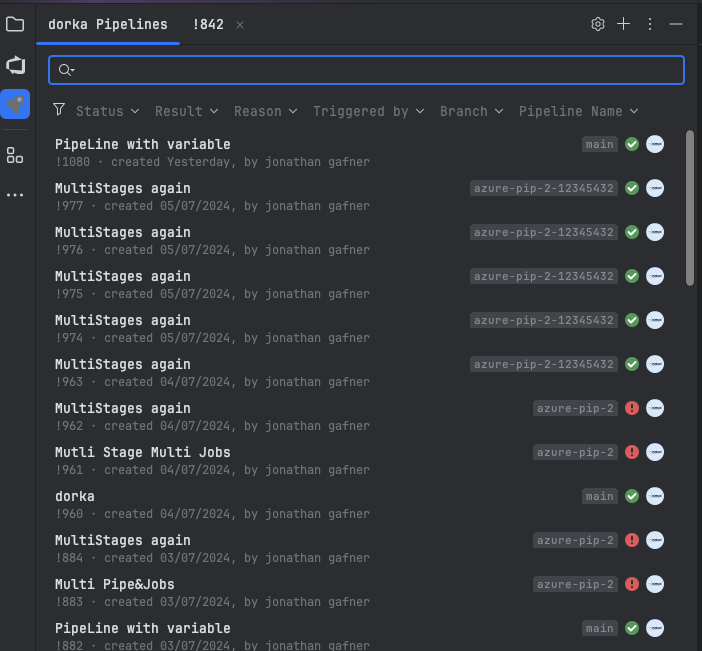 dorka Pipelines !842
Status Result Reason Triggered by Branch Pipeline Name
PipeLine with variable main
!1080 · created Yesterday, by jonathan gafner
MultiStages again azure-pip-2-12345432
!977 · created 05/07/2024, by jonathan gafner
MultiStages again azure-pip-2-12345432
!976 · created 05/07/2024, by jonathan gafner
MultiStages again azure-pip-2-12345432
!975 · created 05/07/2024, by jonathan gafner
MultiStages again azure-pip-2-12345432
!974 · created 05/07/2024, by jonathan gafner
MultiStages again azure-pip-2-12345432
!963 · created 04/07/2024, by jonathan gafner
MultiStages again azure-pip-2
!962 · created 04/07/2024, by jonathan gafner
Mutli Stage Multi Jobs azure-pip-2
!961 · created 04/07/2024, by jonathan gafner
dorka main
!960 · created 04/07/2024, by jonathan gafner
MultiStages again azure-pip-2
!884 · created 03/07/2024, by jonathan gafner
Multi Pipe&Jobs azure-pip-2
!883 · created 03/07/2024, by jonathan gafner
PipeLine with variable main
!882 · created 03/07/2024, by jonathan gafner